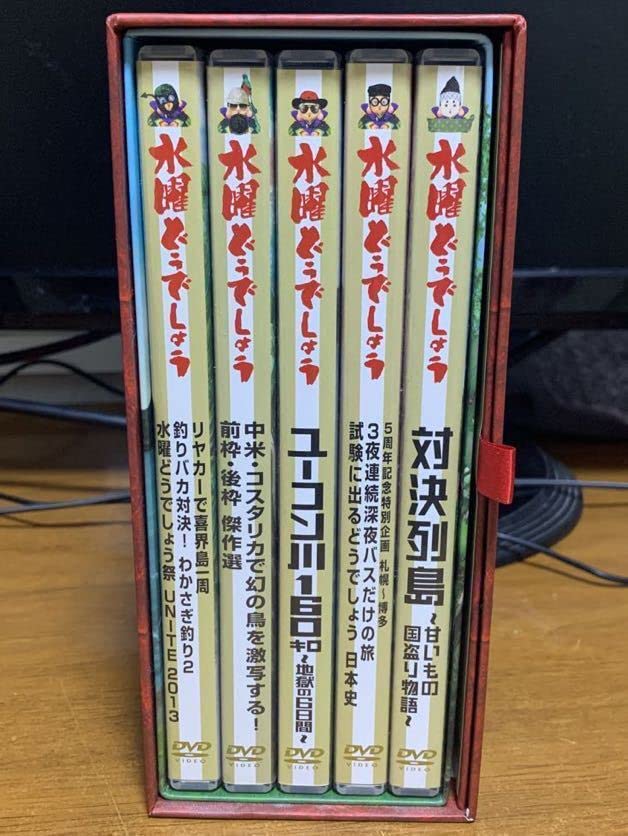 水曜どうでしょう
リヤカーで喜界島一周
釣りバカ対決！わかさぎ釣り2
水曜どうでしょう祭 UNITE 2013
DVD
VIDEO
水曜どうでしょう
中米・コスタリカで幻の鳥を激写する！
前枠・後枠 傑作選
DVD
VIDEO
水曜どうでしょう
ユーコン川160キロ
~地獄の6日間~
DVD
VIDEO
水曜どうでしょう
5周年記念特別企画 札幌~博多
3夜連続深夜バスだけの旅
試験に出るどうでしょう 日本史
DVD
VIDEO
水曜どうでしょう
対決列島
~甘いもの
国盗り物語~
DVD
VIDEO